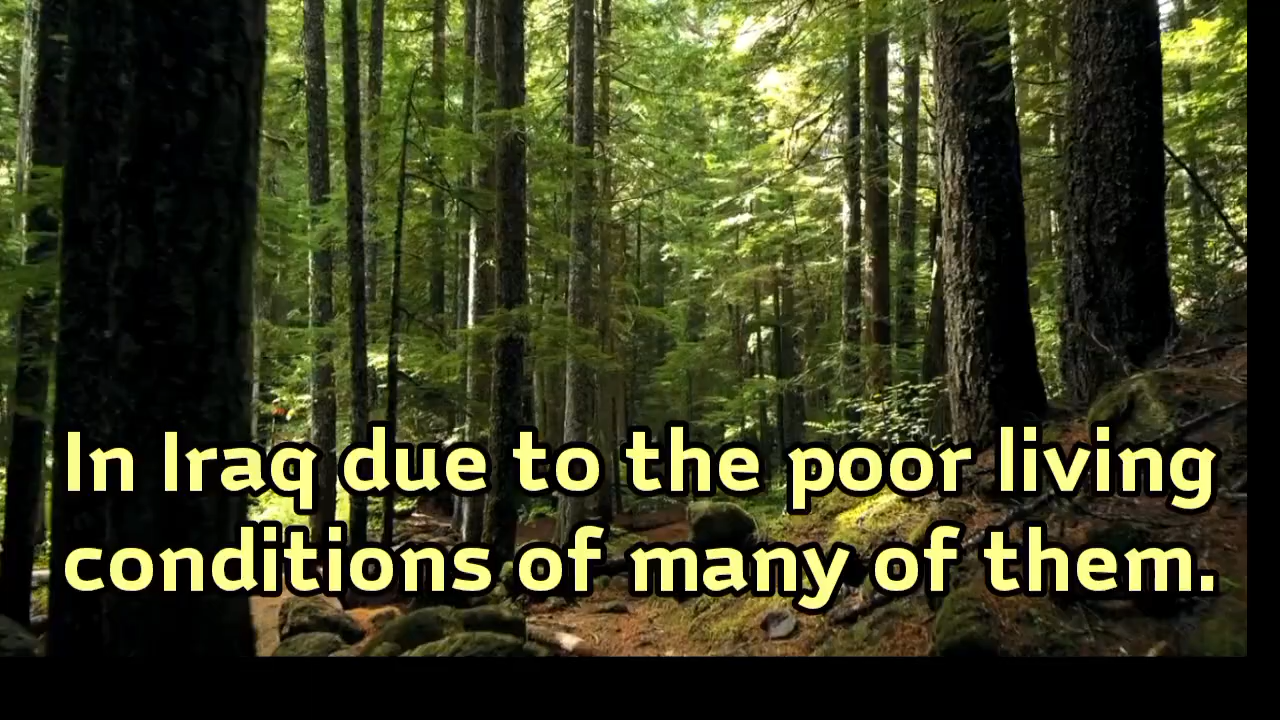 In Iraq due to the poor living
conditions of many of them.